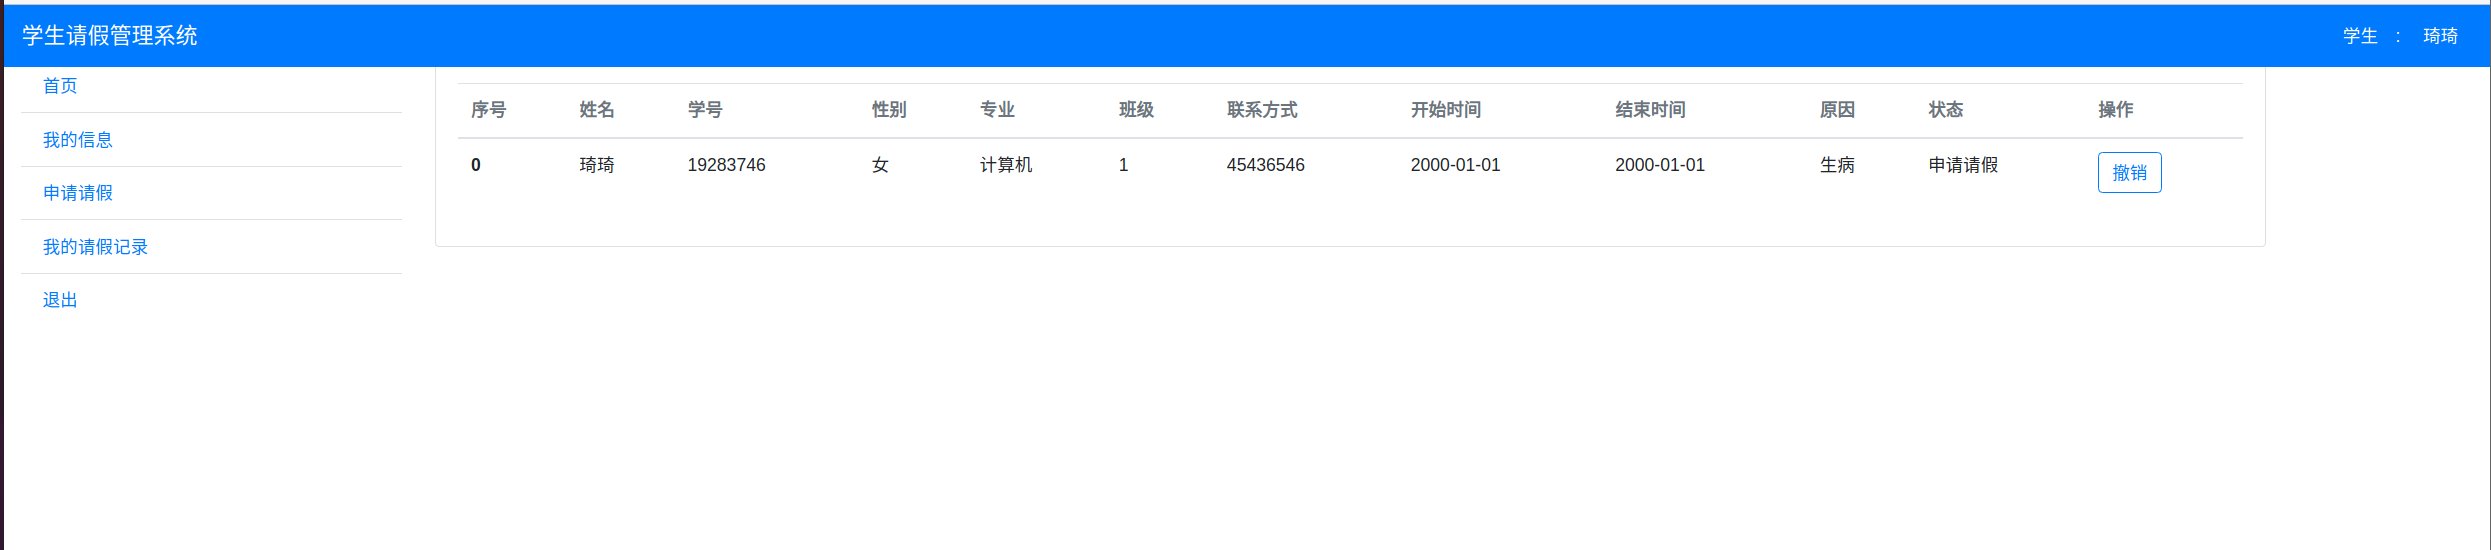 学生请假管理系统 学生 : 琦琦
首页
我的信息
申请请假
我的请假记录
退出
序号 姓名 学号 性别 专业 班级 联系方式 开始时间 结束时间 原因 状态 操作
0 琦琦 19283746 女 计算机 1 45436546 2000-01-01 2000-01-01 生病 申请请假 撤销